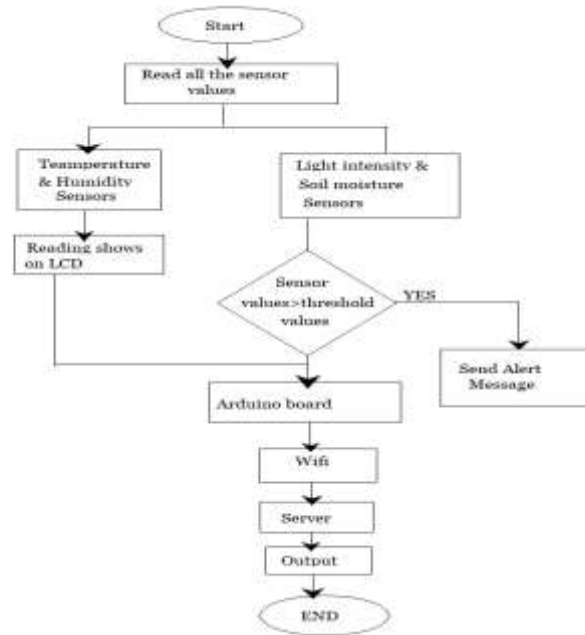 Start
Read all the sensor
values
Teamperature
& Humidity
Sensors
Light intensity &
Soil moisture
Sensors
Reading shows
on LCD
Sensor
values>threshold
values
YES
Send Alert
Message
Arduino board
Wifi
Server
Output
END